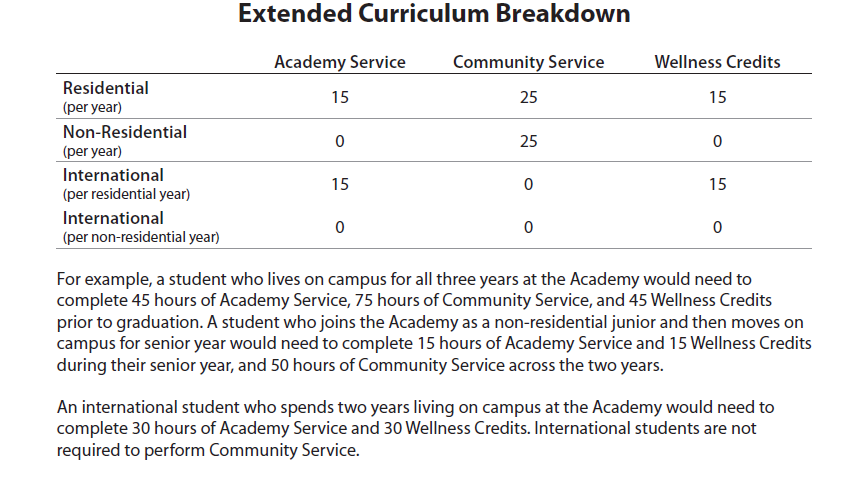 Extended Curriculum Breakdown
Academy Service Community Service Wellness Credits
Residential
(per year) 15 25 15
Non-Residential
(per year) 0 25 0
International
(per residential year) 15 0 15
International
(per non-residential year) 0 0 0
For example, a student who lives on campus for all three years at the Academy would need to
complete 45 hours of Academy Service, 75 hours of Community Service, and 45 Wellness Credits
prior to graduation. A student who joins the Academy as a non-residential junior and then moves on
campus for senior year would need to complete 15 hours of Academy Service and 15 Wellness Credits
during their senior year, and 50 hours of Community Service across the two years.
An international student who spends two years living on campus at the Academy would need to
complete 30 hours of Academy Service and 30 Wellness Credits. International students are not
required to perform Community Service.